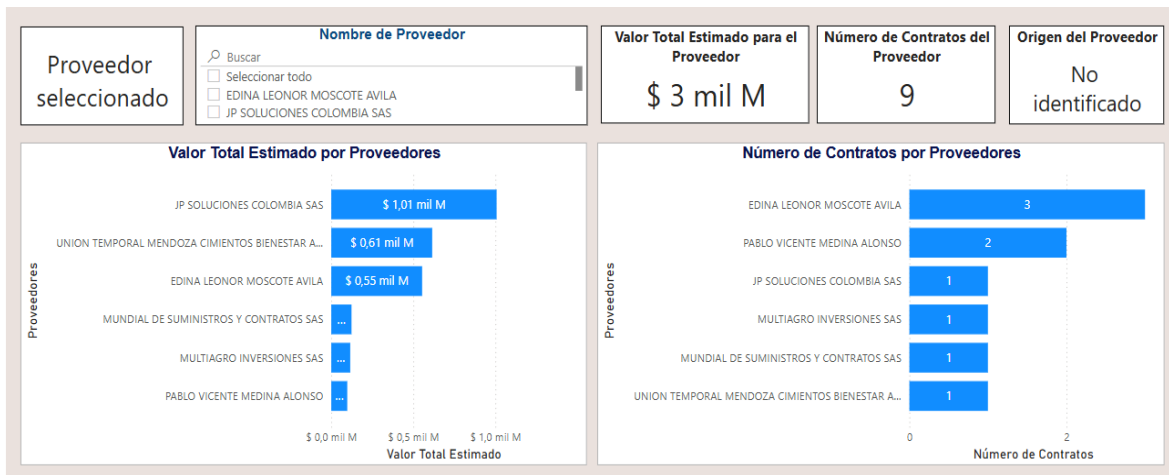 Proveedor
seleccionado
Nombre de Proveedor
Buscar
Seleccionar todo
EDINA LEONOR MOSCOTE AVILA
JP SOLUCIONES COLOMBIA SAS
Valor Total Estimado para el
Proveedor
$ 3 mil M
Número de Contratos del
Proveedor
9
Origen del Proveedor
No
identificado
Valor Total Estimado por Proveedores
Proveedores
JP SOLUCIONES COLOMBIA SAS
$ 1,01 mil M
UNION TEMPORAL MENDOZA CIMIENTOS BIENESTAR A...
$ 0,61 mil M
EDINA LEONOR MOSCOTE AVILA
$ 0,55 mil M
MUNDIAL DE SUMINISTROS Y CONTRATOS SAS
...
MULTIAGRO INVERSIONES SAS
...
PABLO VICENTE MEDINA ALONSO
...
$ 0,0 mil M
$ 0,5 mil M
$ 1,0 mil M
Valor Total Estimado
Número de Contratos por Proveedores
Proveedores
EDINA LEONOR MOSCOTE AVILA
3
PABLO VICENTE MEDINA ALONSO
2
JP SOLUCIONES COLOMBIA SAS
1
MULTIAGRO INVERSIONES SAS
1
MUNDIAL DE SUMINISTROS Y CONTRATOS SAS
1
UNION TEMPORAL MENDOZA CIMIENTOS BIENESTAR A...
1
0
2
Número de Contratos